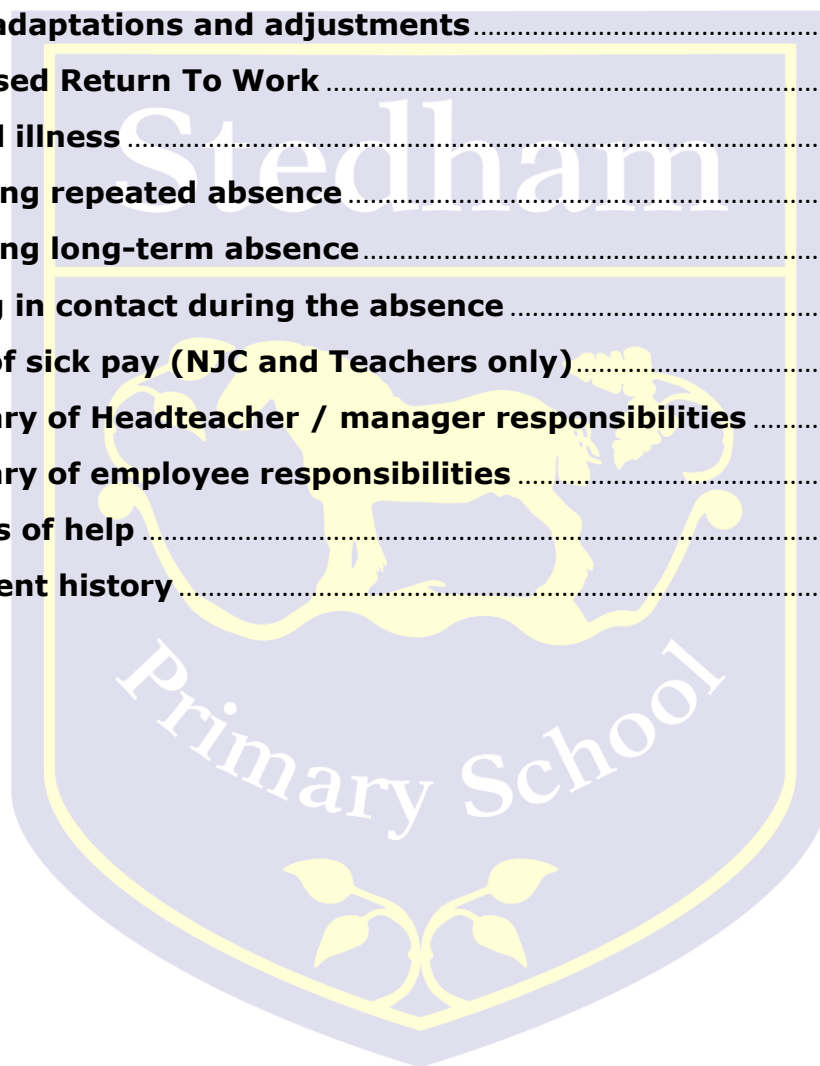 adaptations and adjustments
sed Return To Work
l illness
ng repeated absence
ng long-term absence
g in contact during the absence
of sick pay (NJC and Teachers only)
ary of Headteacher / manager responsibilities
ary of employee responsibilities
s of help
ent history
Stedham
Primary School